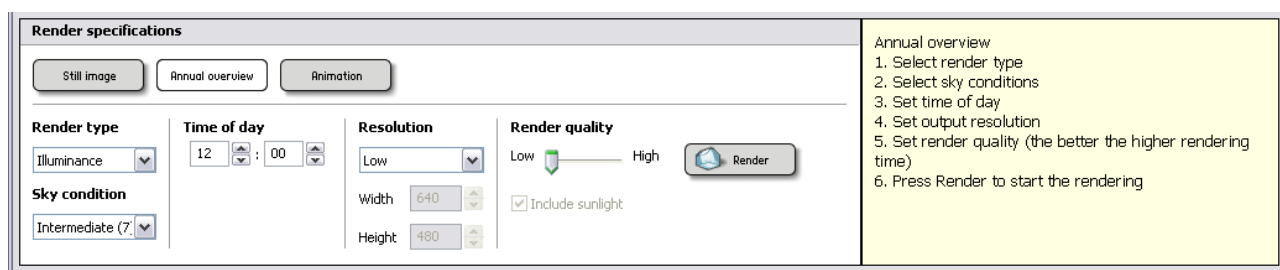 Render specifications
Still image
Annual overview
Animation
Render type
Time of day
Resolution
Render quality
Illuminance
12 : 00
Low
Low
High
Render
Sky condition
Width 640
Include sunlight
Intermediate (7)
Height 480
Annual overview
1. Select render type
2. Select sky conditions
3. Set time of day
4. Set output resolution
5. Set render quality (the better the higher rendering
time)
6. Press Render to start the rendering